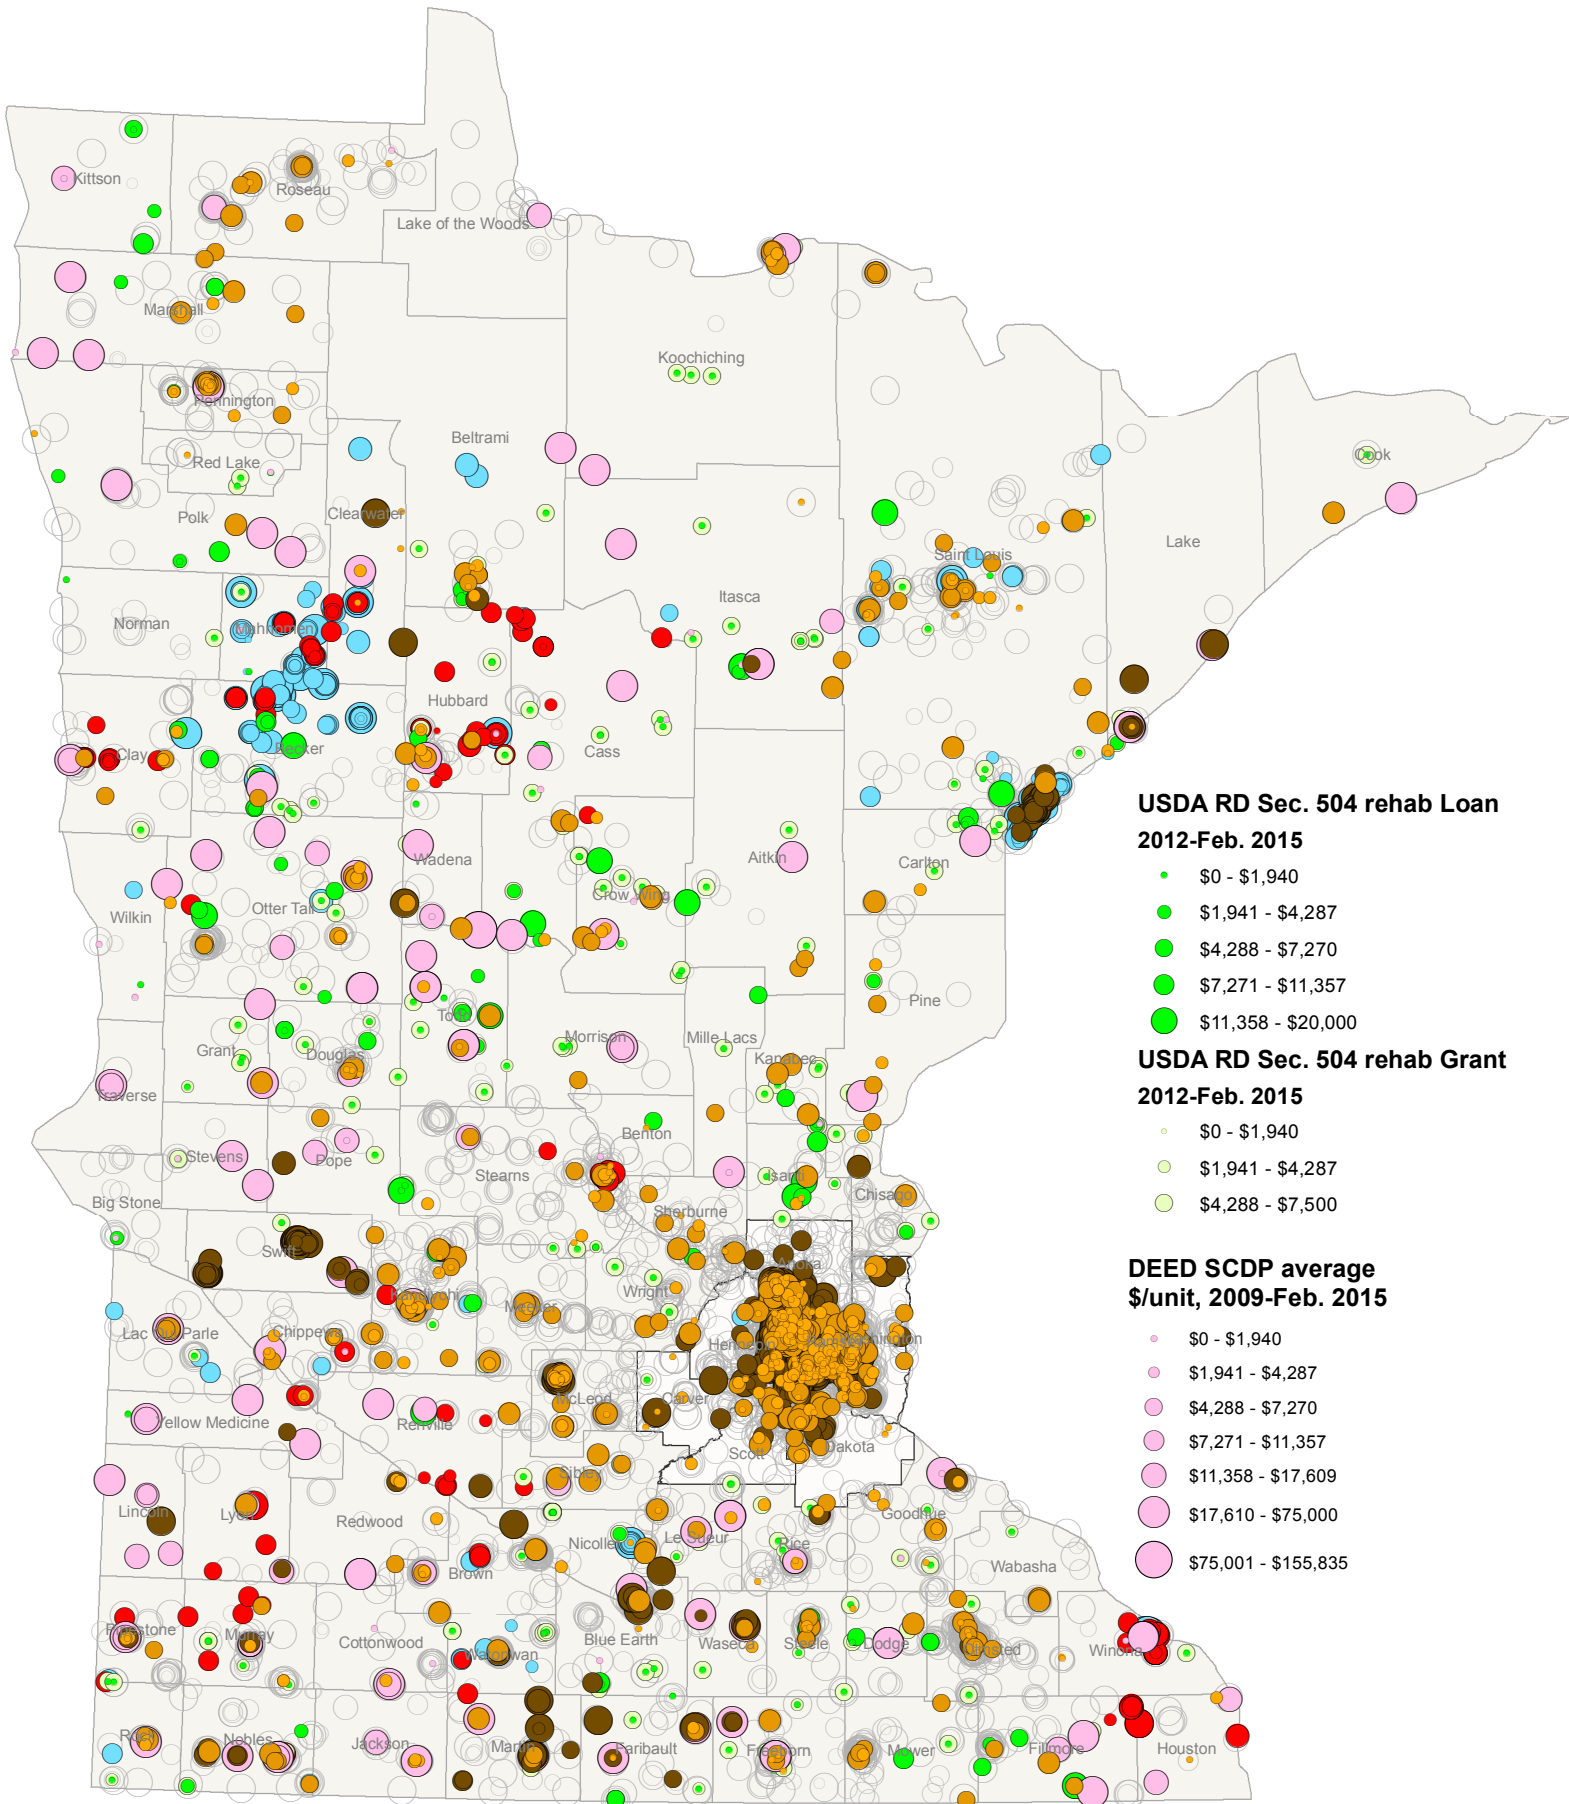 Kittson
Roseau
Lake of the Woods
Marshall
Koochiching
Pennington
Beltrami
Red Lake
Cook
Polk
Clearwater
Lake
Saint Louis
Itasca
Norman
Mahnomen
Hubbard
Clay
Becker
Cass
Wadena
Aitkin
Carlton
Crow Wing
Otter Tail
Wilkin
Pine
Todd
Morrison
Mille Lacs
Grant
Douglas
Kanabec
Traverse
Benton
Stevens
Pope
Stearns
Isanti
Big Stone
Chisago
Sherburne
Swift
Anoka
Kandiyohi
Wright
Meeker
Lac Qui Parle
Chippewa
Hennepin
Ramsey
Washington
McLeod
Carver
Yellow Medicine
Renville
Scott
Dakota
Sibley
Lincoln
Lyon
Redwood
Goodhue
Nicollet
Le Sueur
Rice
Brown
Wabasha
Pipestone
Murray
Cottonwood
Watonwan
Blue Earth
Waseca
Steele
Dodge
Olmsted
Winona
Rock
Nobles
Jackson
Martin
Faribault
Freeborn
Mower
Fillmore
Houston
USDA RD Sec. 504 rehab Loan
2012-Feb. 2015
$0 - $1,940
$1,941 - $4,287
$4,288 - $7,270
$7,271 - $11,357
$11,358 - $20,000
USDA RD Sec. 504 rehab Grant
2012-Feb. 2015
$0 - $1,940
$1,941 - $4,287
$4,288 - $7,500
DEED SCDP average
$/unit, 2009-Feb. 2015
$0 - $1,940
$1,941 - $4,287
$4,288 - $7,270
$7,271 - $11,357
$11,358 - $17,609
$17,610 - $75,000
$75,001 - $155,835